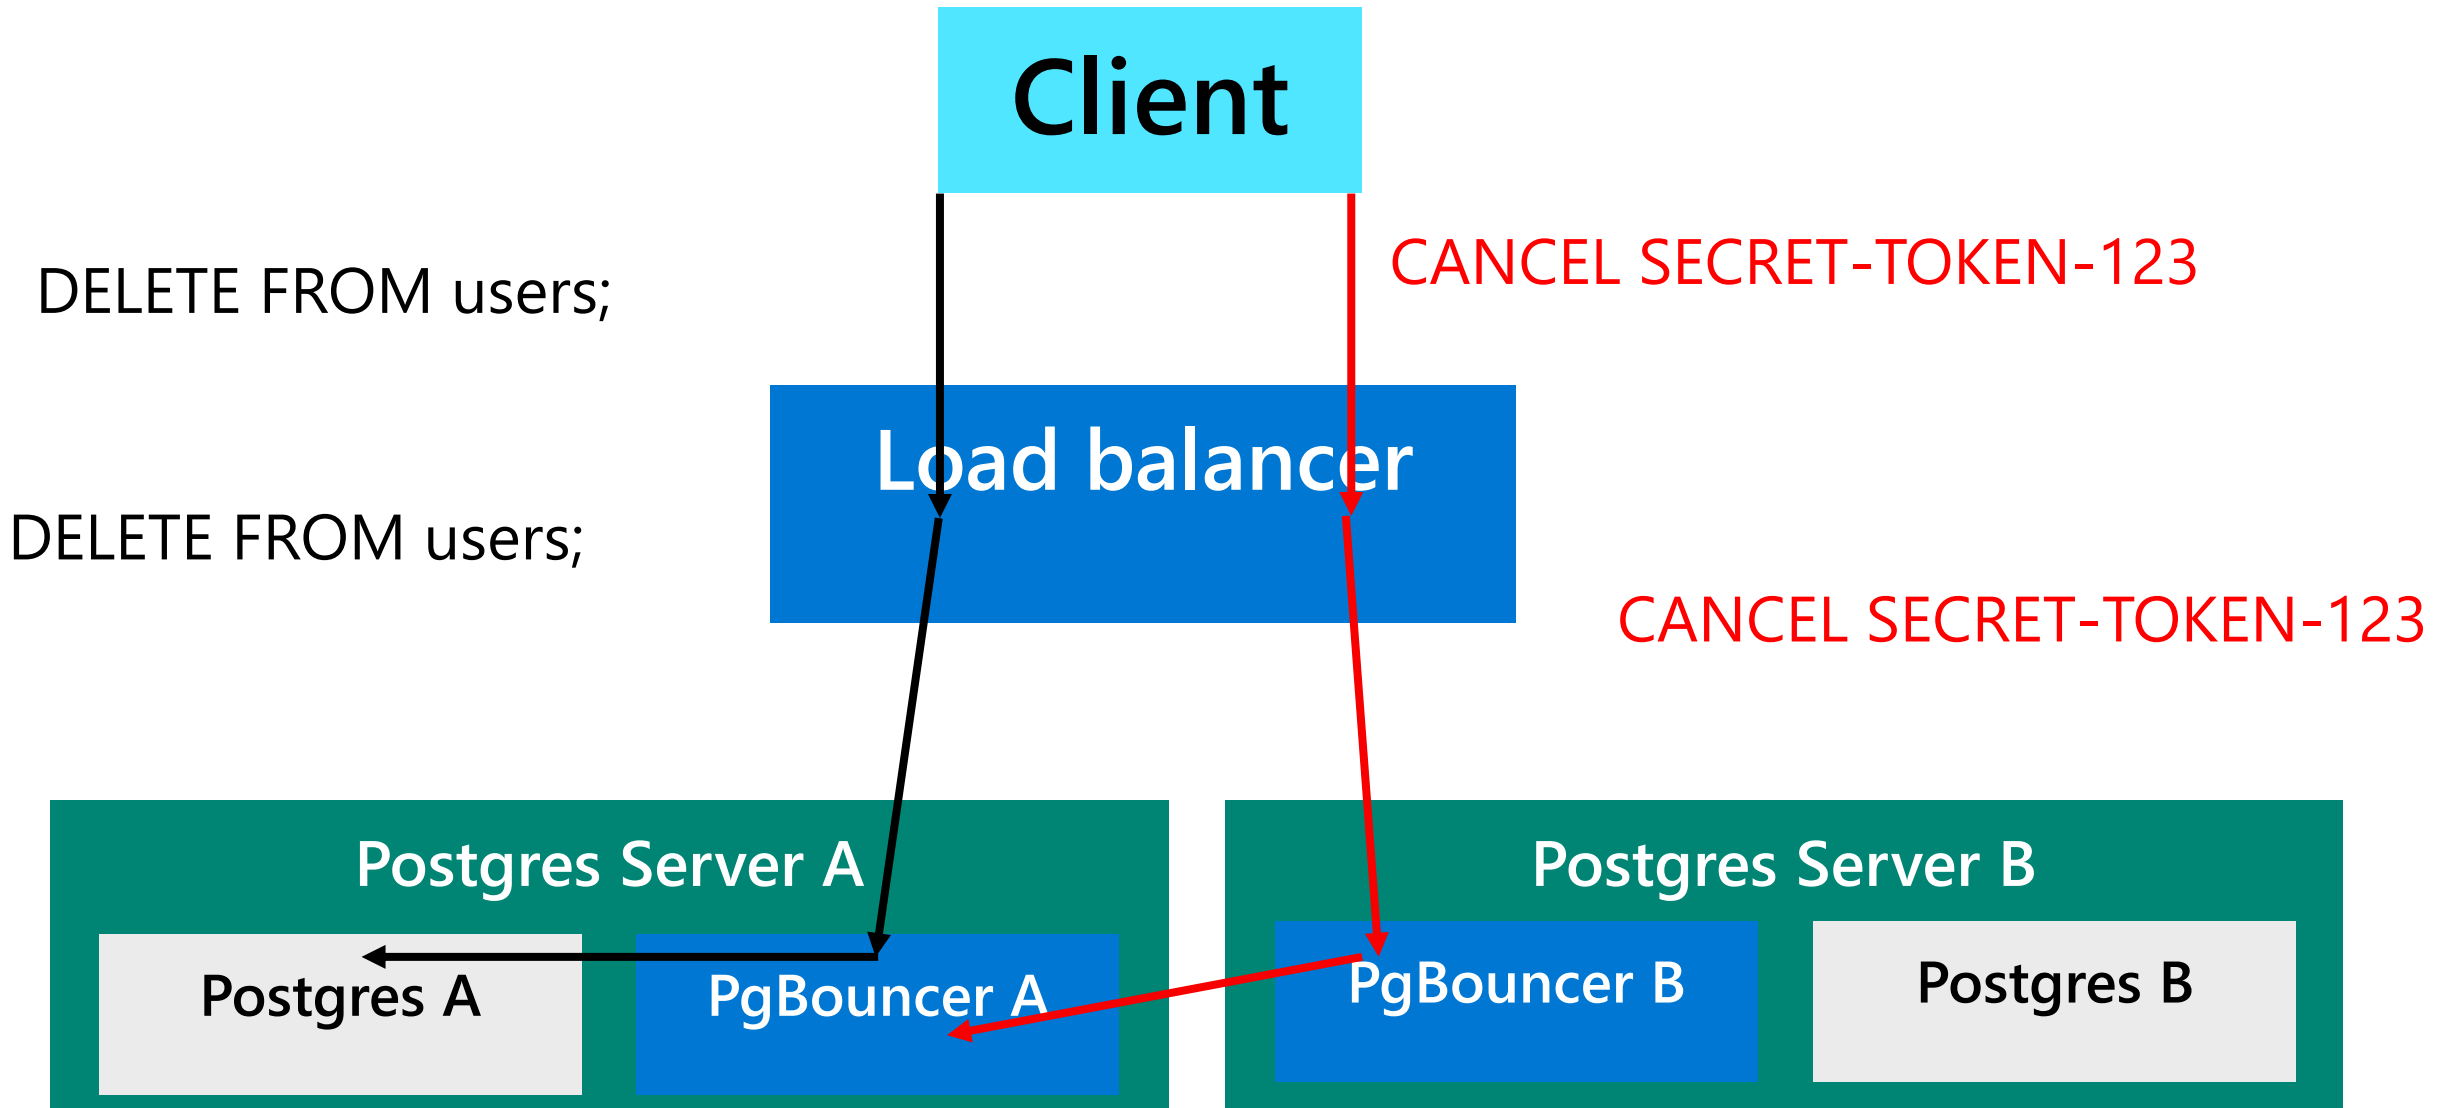 Client
CANCEL SECRET-TOKEN-123
DELETE FROM users;
Load balancer
DELETE FROM users;
CANCEL SECRET-TOKEN-123
Postgres Server A
Postgres Server B
Postgres A
PgBouncer A
PgBouncer B
Postgres B